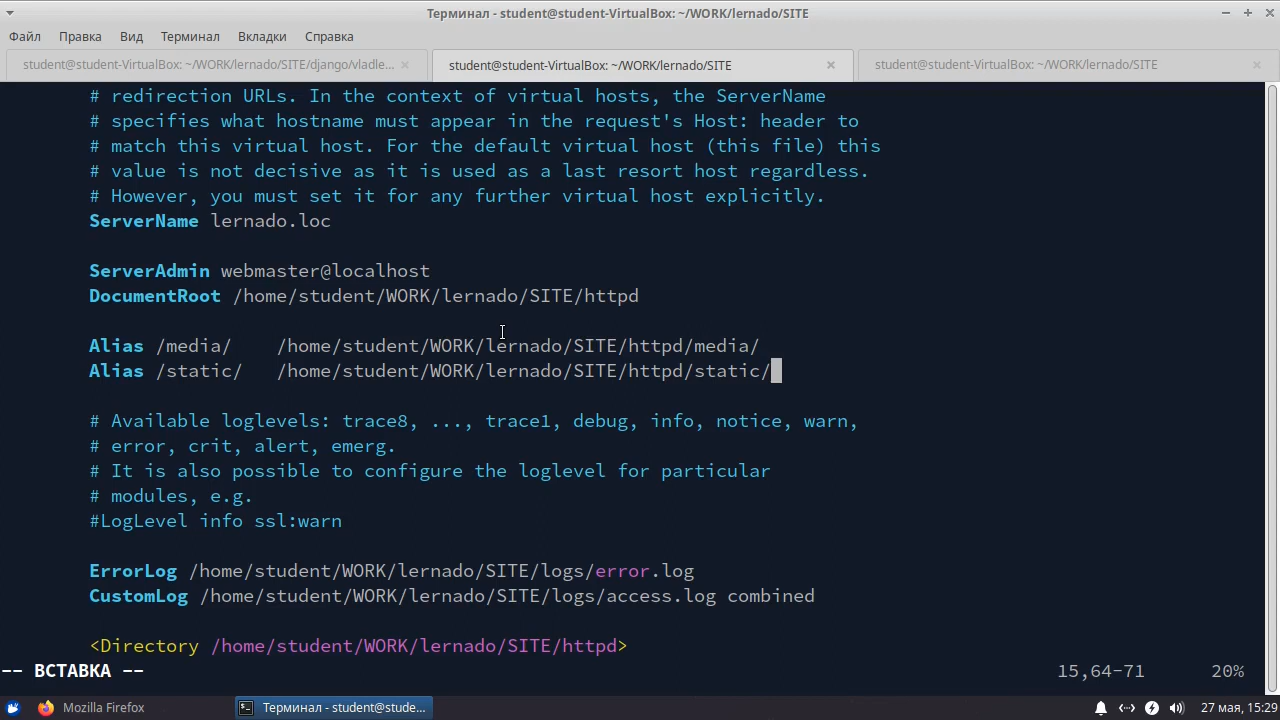 Терминал - student@student-VirtualBox: ~/WORK/lernado/SITE
Файл Правка Вид Терминал Вкладки Справка
student@student-VirtualBox: ~/WORK/lernado/SITE/django/vladle... student@student-VirtualBox: ~/WORK/lernado/SITE student@student-VirtualBox: ~/WORK/lernado/SITE
# redirection URLs. In the context of virtual hosts, the ServerName
# specifies what hostname must appear in the request's Host: header to
# match this virtual host. For the default virtual host (this file) this
# value is not decisive as it is used as a last resort host regardless.
# However, you must set it for any further virtual host explicitly.
ServerName lernado.loc
ServerAdmin webmaster@localhost
DocumentRoot /home/student/WORK/lernado/SITE/httpd
Alias /media/ /home/student/WORK/lernado/SITE/httpd/media/
Alias /static/ /home/student/WORK/lernado/SITE/httpd/static/
# Available loglevels: trace8, ..., trace1, debug, info, notice, warn,
# error, crit, alert, emerg.
# It is also possible to configure the loglevel for particular
# modules, e.g.
#LogLevel info ssl:warn
ErrorLog /home/student/WORK/lernado/SITE/logs/error.log
CustomLog /home/student/WORK/lernado/SITE/logs/access.log combined
<Directory /home/student/WORK/lernado/SITE/httpd>
-- ВСТАВКА -- 15,64-71 20%
Mozilla Firefox Терминал - student@stude... 27 мая, 15:29